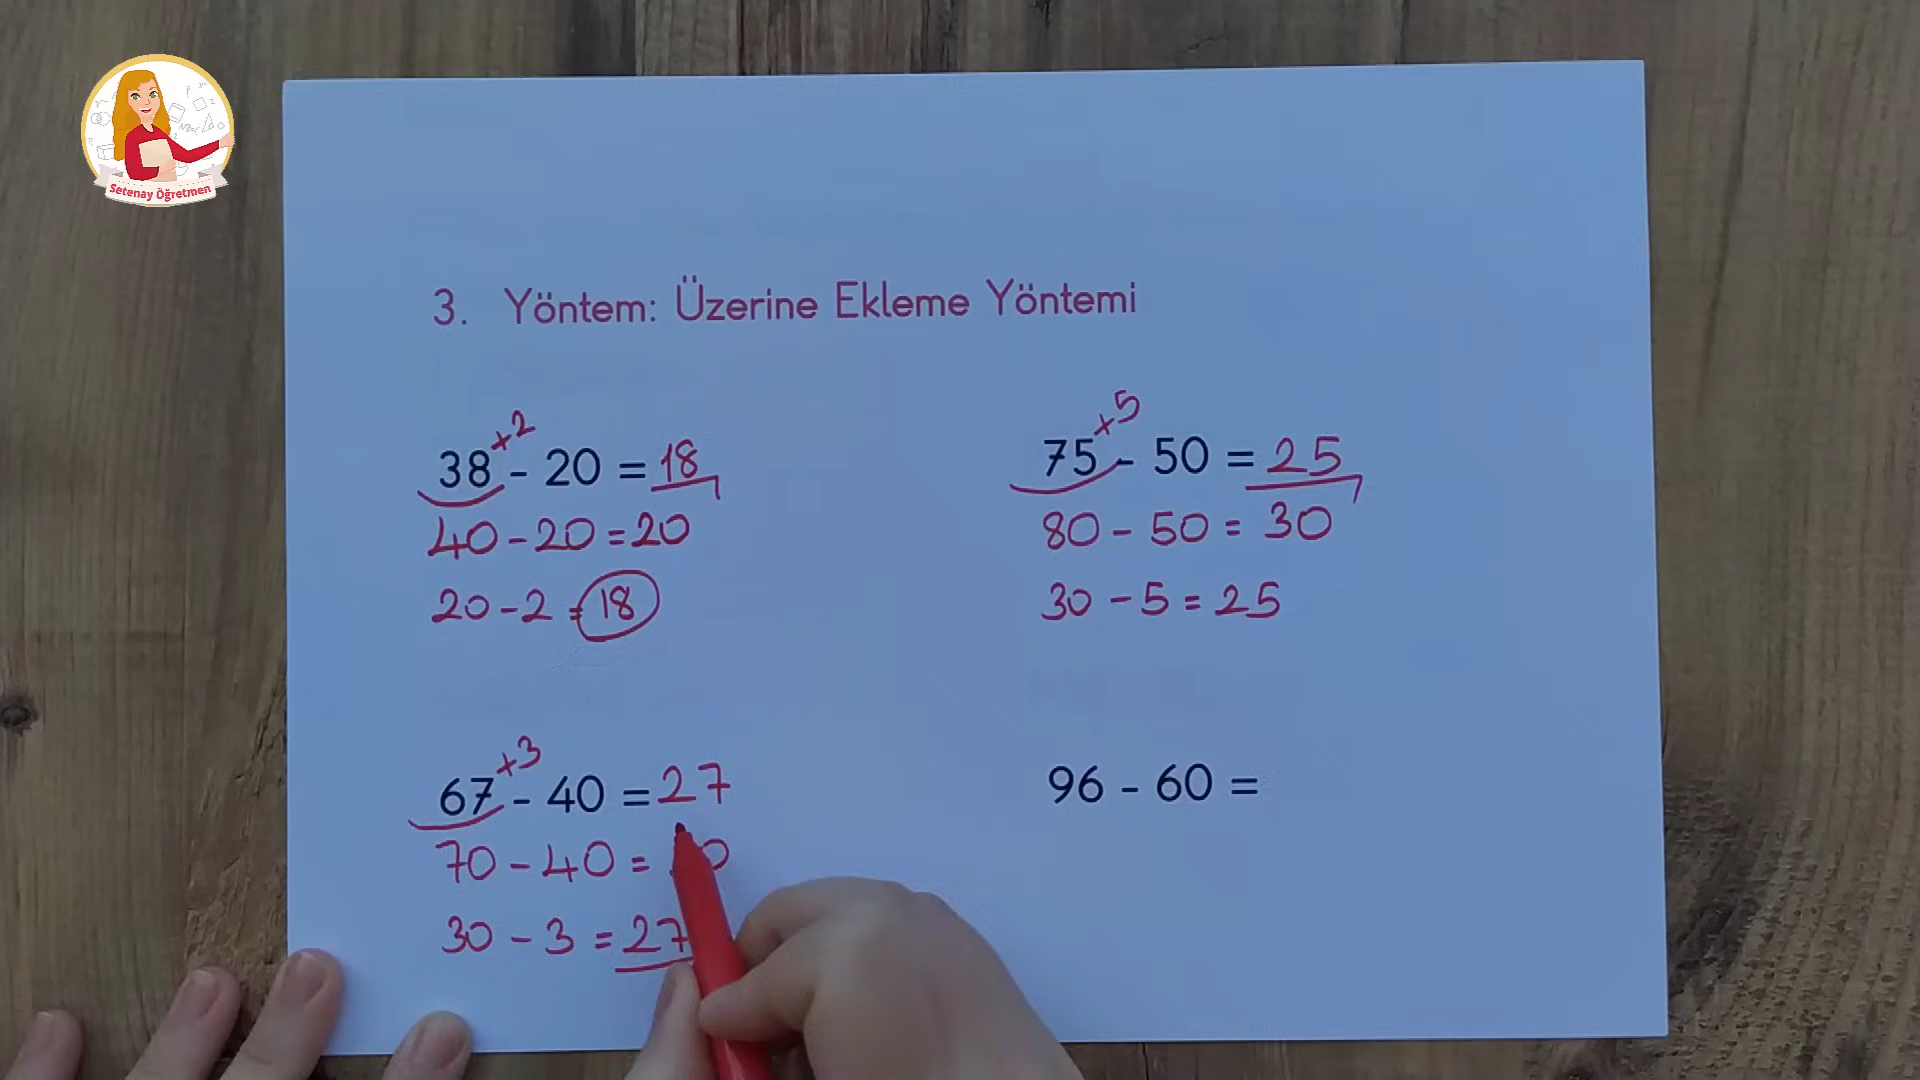 Setenay Öğretmen
3. Yöntem: Üzerine Ekleme Yöntemi
+2
38 - 20 = 18
40 - 20 = 20
20 - 2 = 18
+5
75 - 50 = 25
80 - 50 = 30
30 - 5 = 25
+3
67 - 40 = 27
70 - 40 =
30 - 3 = 27
96 - 60 =